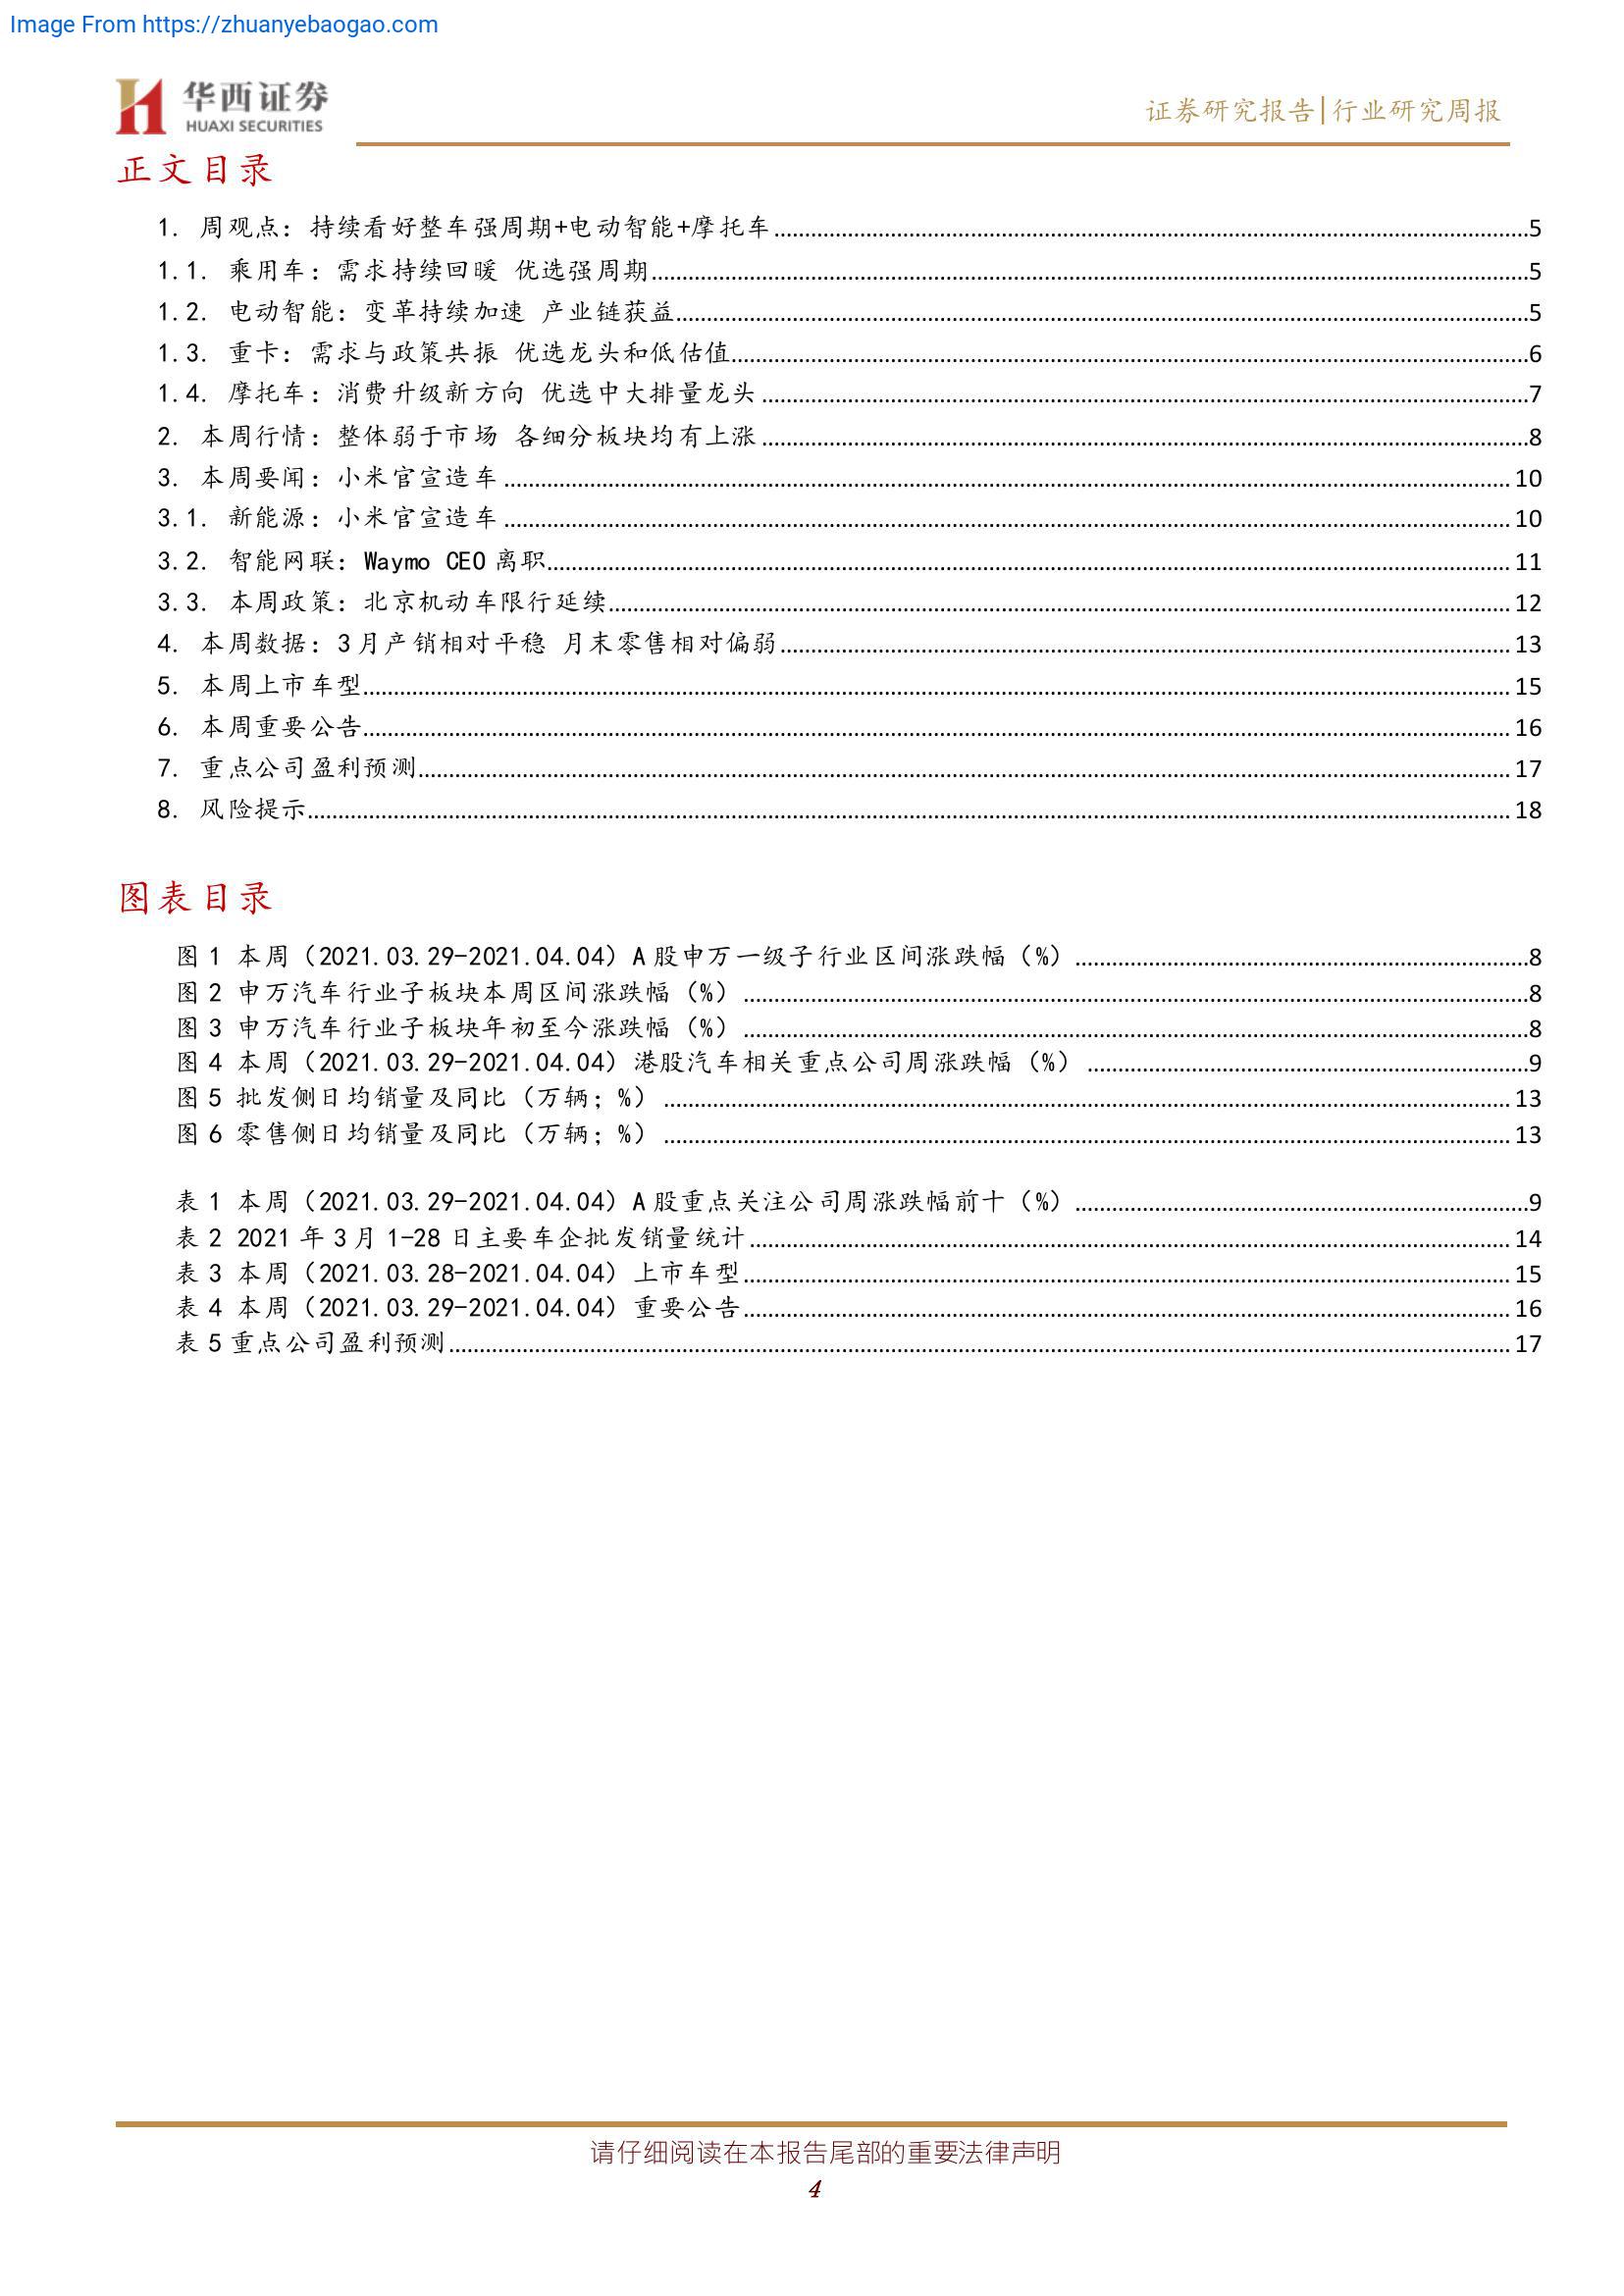 Image From https://zhuanyebaogao.com
华西证券
HUAXI SECURITIES
证券研究报告|行业研究周报
正文目录
1. 周观点：持续看好整车强周期+电动智能+摩托车........5
1.1. 乘用车：需求持续回暖 优选强周期........5
1.2. 电动智能：变革持续加速 产业链获益........5
1.3. 重卡：需求与政策共振 优选龙头和低估值........6
1.4. 摩托车：消费升级新方向 优选中大排量龙头........7
2. 本周行情：整体弱于市场 各细分板块均有上涨........8
3. 本周要闻：小米官宣造车........10
3.1. 新能源：小米官宣造车........10
3.2. 智能网联：Waymo CEO 离职........11
3.3. 本周政策：北京机动车限行延续........12
4. 本周数据：3 月产销相对平稳 月末零售相对偏弱........13
5. 本周上市车型........15
6. 本周重要公告........16
7. 重点公司盈利预测........17
8. 风险提示........18
图表目录
图 1 本周（2021.03.29-2021.04.04）A 股申万一级子行业区间涨跌幅（%）........8
图 2 申万汽车行业子板块本周区间涨跌幅（%）........8
图 3 申万汽车行业子板块年初至今涨跌幅（%）........8
图 4 本周（2021.03.29-2021.04.04）港股汽车相关重点公司周涨跌幅（%）........9
图 5 批发侧日均销量及同比（万辆；%）........13
图 6 零售侧日均销量及同比（万辆；%）........13
表 1 本周（2021.03.29-2021.04.04）A 股重点关注公司周涨跌幅前十（%）........9
表 2 2021 年 3 月 1-28 日主要车企批发销量统计........14
表 3 本周（2021.03.28-2021.04.04）上市车型........15
表 4 本周（2021.03.29-2021.04.04）重要公告........16
表 5 重点公司盈利预测........17
请仔细阅读在本报告尾部的重要法律声明
4